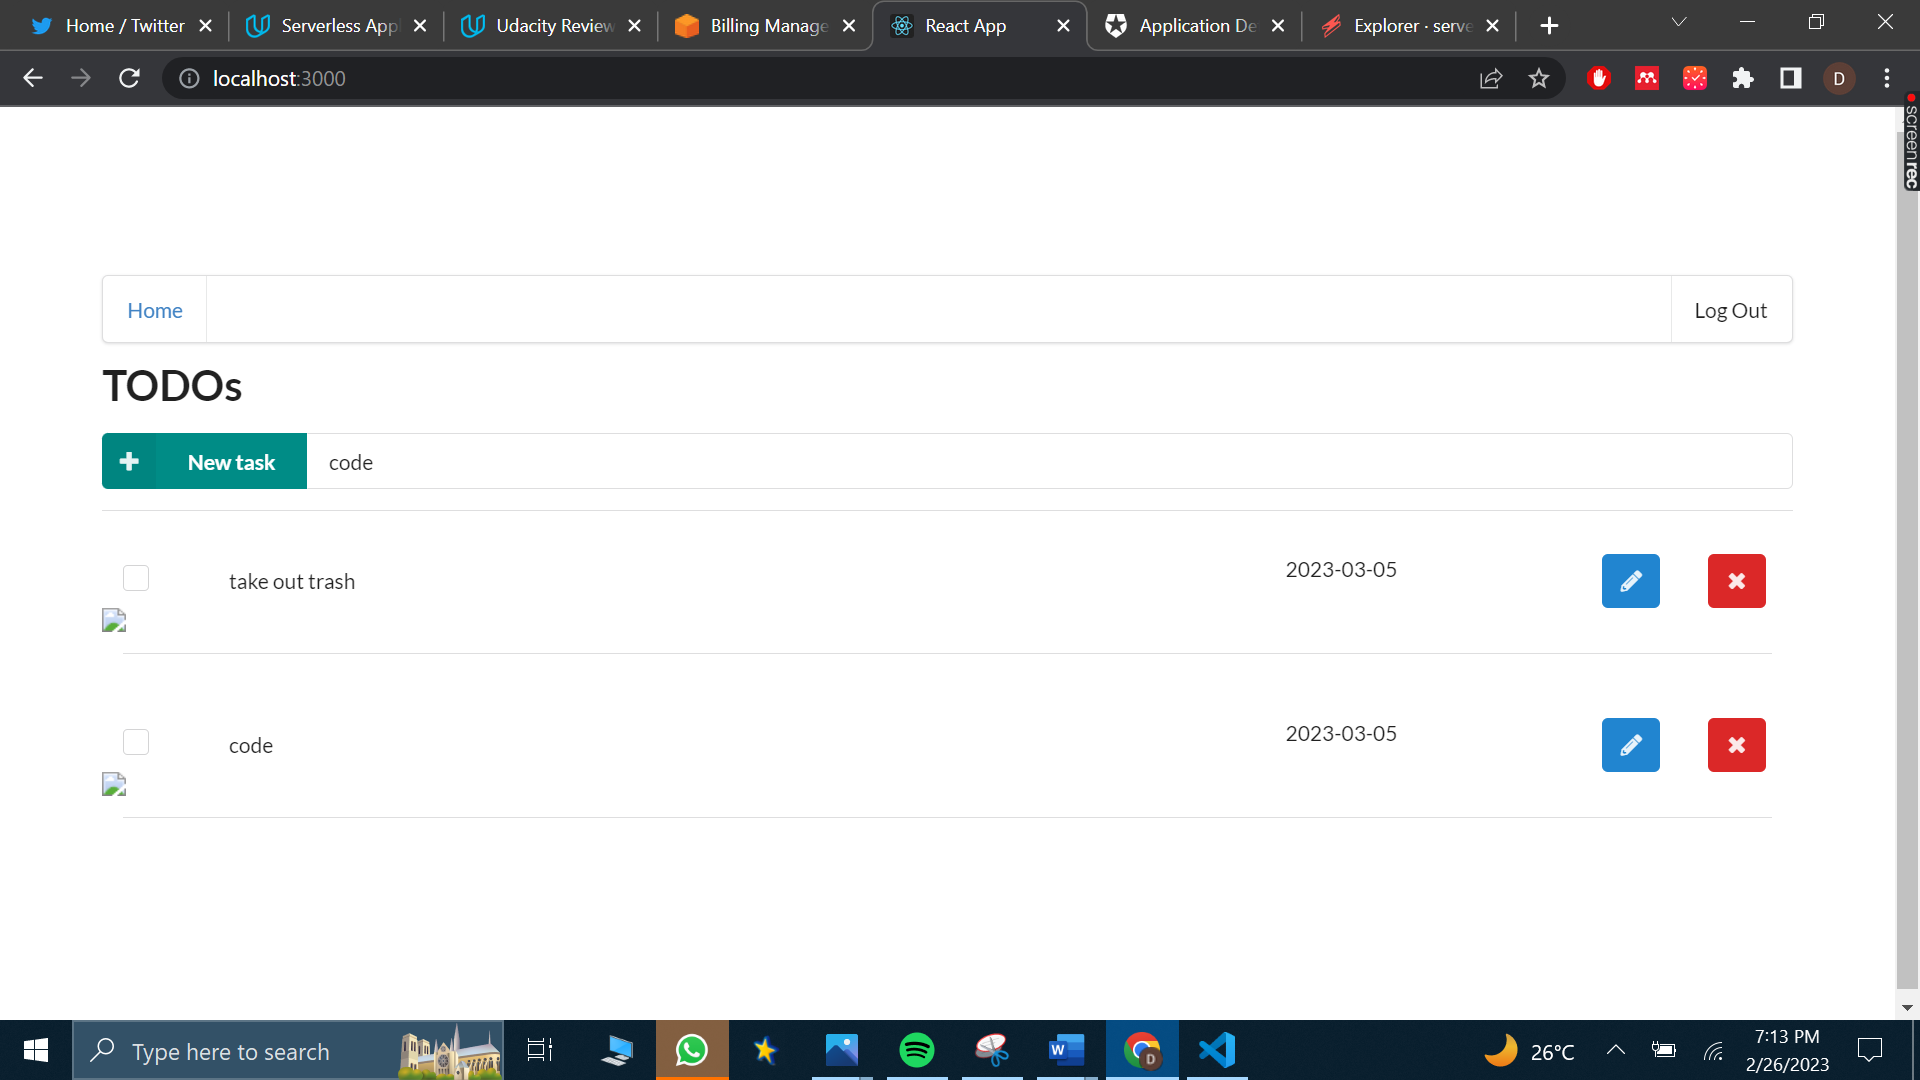 Home / Twitter
Serverless Appl
Udacity Review
Billing Manage
React App
Application De
Explorer · serve
localhost:3000
D
screenrec
Home
Log Out
TODOs
New task
code
take out trash
2023-03-05
code
2023-03-05
Type here to search
W
D
26°C
7:13 PM
2/26/2023